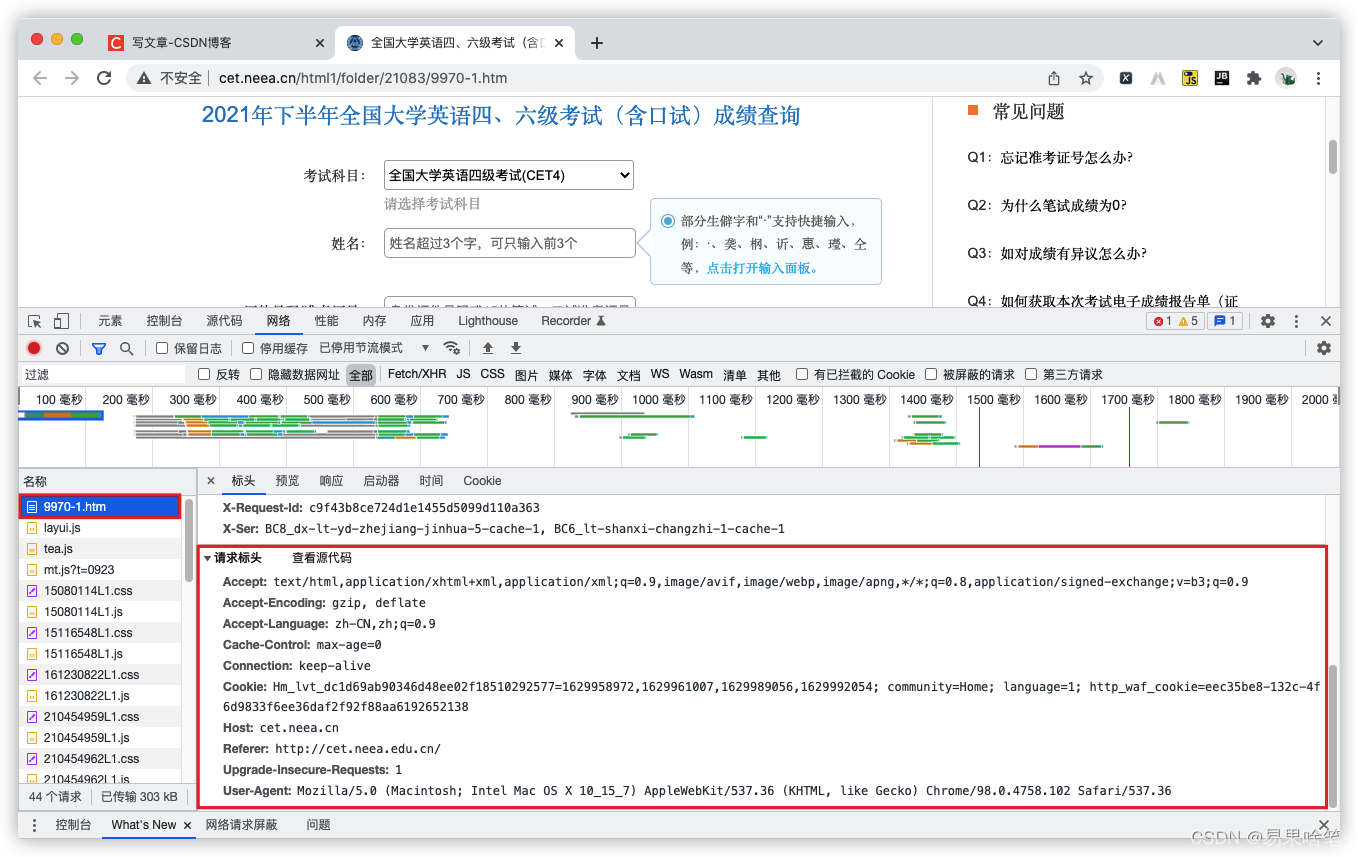 写文章-CSDN博客
全国大学英语四、六级考试（含口
不安全 | cet.neea.cn/html1/folder/21083/9970-1.htm
2021年下半年全国大学英语四、六级考试（含口试）成绩查询
考试科目：
全国大学英语四级考试(CET4)
请选择考试科目
姓名：
姓名超过3个字，可只输入前3个
部分生僻字和“·”支持快捷输入，
例：·、䶮、㭎、䜣、㥁、㻾、㒰
等，点击打开输入面板。
常见问题
Q1：忘记准考证号怎么办?
Q2：为什么笔试成绩为0?
Q3：如对成绩有异议怎么办?
Q4：如何获取本次考试电子成绩报告单（证
元素 控制台 源代码 网络 性能 内存 应用 Lighthouse Recorder 1 5 1
保留日志 停用缓存 已停用节流模式
过滤 反转 隐藏数据网址 全部 Fetch/XHR JS CSS 图片 媒体 字体 文档 WS Wasm 清单 其他 有已拦截的 Cookie 被屏蔽的请求 第三方请求
100 毫秒 200 毫秒 300 毫秒 400 毫秒 500 毫秒 600 毫秒 700 毫秒 800 毫秒 900 毫秒 1000 毫秒 1100 毫秒 1200 毫秒 1300 毫秒 1400 毫秒 1500 毫秒 1600 毫秒 1700 毫秒 1800 毫秒 1900 毫秒 2000
名称
9970-1.htm
layui.js
tea.js
mt.js?t=0923
15080114L1.css
15080114L1.js
15116548L1.css
15116548L1.js
161230822L1.css
161230822L1.js
210454959L1.css
210454959L1.js
210454962L1.css
210454962L1.js
44 个请求 已传输 303 kB
标头 预览 响应 启动器 时间 Cookie
X-Request-Id: c9f43b8ce724d1e1455d5099d110a363
X-Ser: BC8_dx-lt-yd-zhejiang-jinhua-5-cache-1, BC6_lt-shanxi-changzhi-1-cache-1
请求标头 查看源代码
Accept: text/html,application/xhtml+xml,application/xml;q=0.9,image/avif,image/webp,image/apng,*/*;q=0.8,application/signed-exchange;v=b3;q=0.9
Accept-Encoding: gzip, deflate
Accept-Language: zh-CN,zh;q=0.9
Cache-Control: max-age=0
Connection: keep-alive
Cookie: Hm_lvt_dc1d69ab90346d48ee02f18510292577=1629958972,1629961007,1629989056,1629992054; community=Home; language=1; http_waf_cookie=eec35be8-132c-4f
6d9833f6ee36daf2f92f88aa6192652138
Host: cet.neea.cn
Referer: http://cet.neea.edu.cn/
Upgrade-Insecure-Requests: 1
User-Agent: Mozilla/5.0 (Macintosh; Intel Mac OS X 10_15_7) AppleWebKit/537.36 (KHTML, like Gecko) Chrome/98.0.4758.102 Safari/537.36
控制台 What's New 网络请求屏蔽 问题
CSDN @易果啥笔